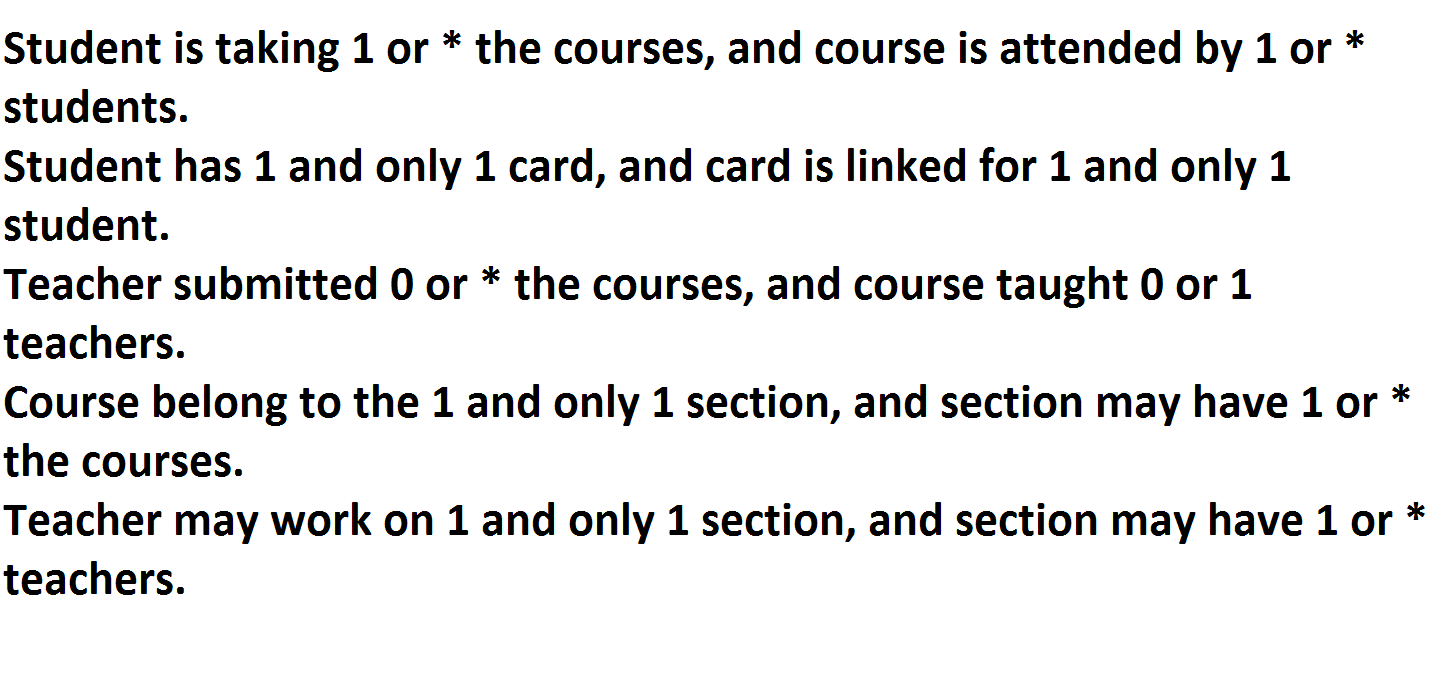 Student is taking 1 or * the courses, and course is attended by 1 or *
students.
Student has 1 and only 1 card, and card is linked for 1 and only 1
student.
Teacher submitted 0 or * the courses, and course taught 0 or 1
teachers.
Course belong to the 1 and only 1 section, and section may have 1 or *
the courses.
Teacher may work on 1 and only 1 section, and section may have 1 or *
teachers.